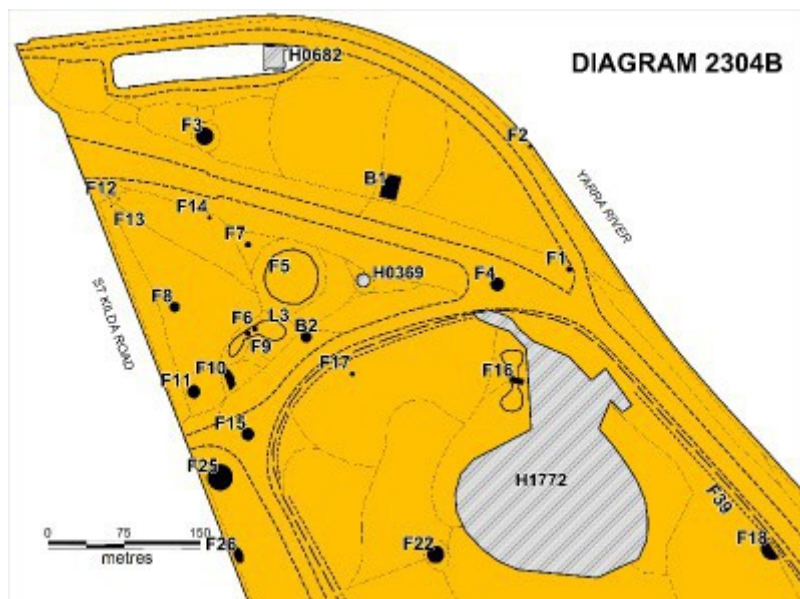 H0682
DIAGRAM 2304B
F3
F2
B1
YARRA RIVER
F12
F13
F14
F7
F5
H0369
F4
F1
ST KILDA ROAD
F8
F6
L3
F9
B2
F10
F11
F17
F16
F15
F25
H1772
F39
0 75 150
metres
F26
F22
F18